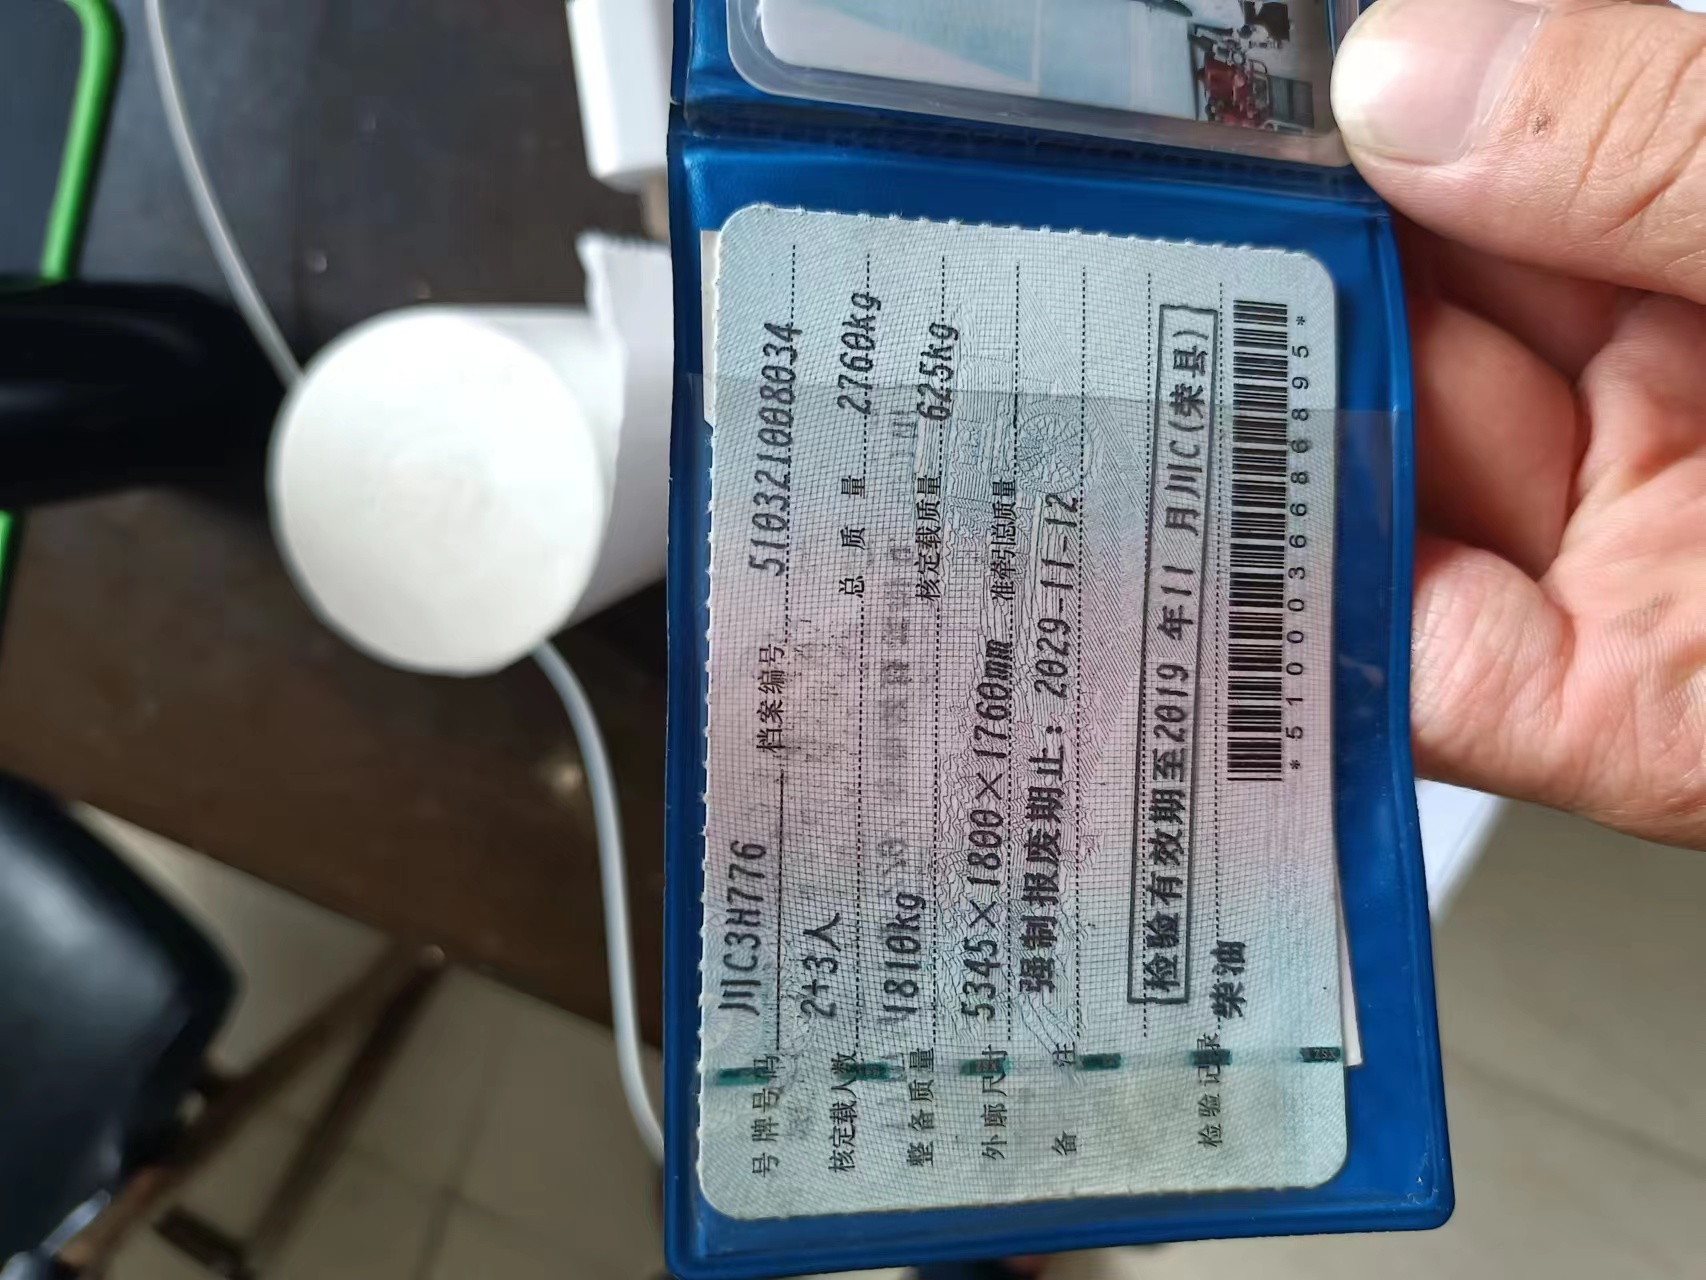 号牌号码 川C3H776 档案编号 510321008034
核定载人数 2+3人 总质量 2760kg
整备质量 1810kg 核定载质量 625kg
外廓尺寸 5345×1800×1760mm 准牵引总质量
备注 强制报废期止：2029-11-12
检验有效期至2019年11月川C(荣县)
检验记录
柴油
*5100036686895*